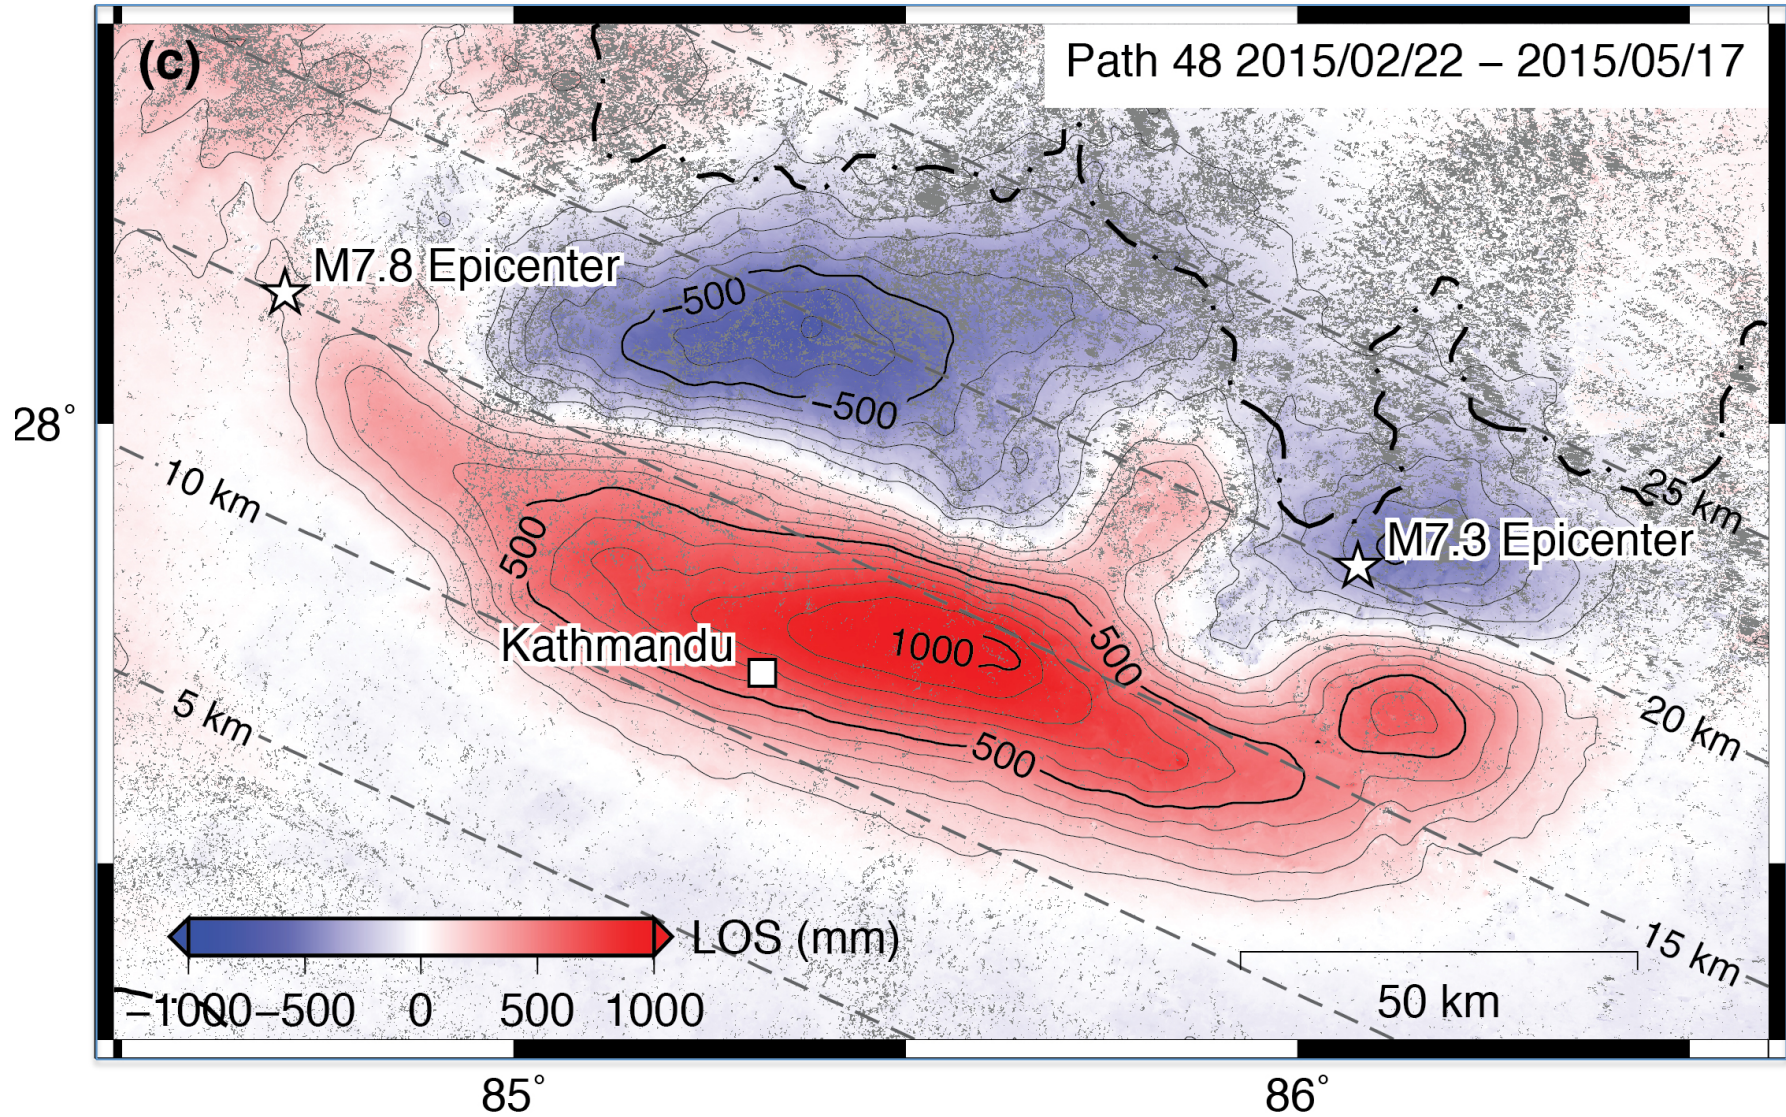 (c)
Path 48 2015/02/22 – 2015/05/17
M7.8 Epicenter
−500
−500
28°
10 km
25 km
500
M7.3 Epicenter
Kathmandu
1000
500
5 km
20 km
500
LOS (mm)
15 km
−1000 −500 0 500 1000
50 km
85° 86°